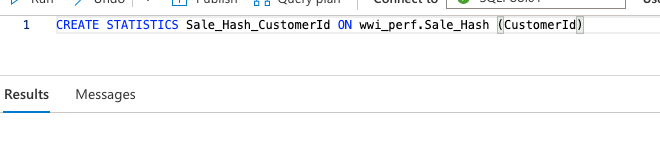 Run Undo Publish Query plan Connect to
1 CREATE STATISTICS Sale_Hash_CustomerId ON wwi_perf.Sale_Hash (CustomerId)
Results Messages